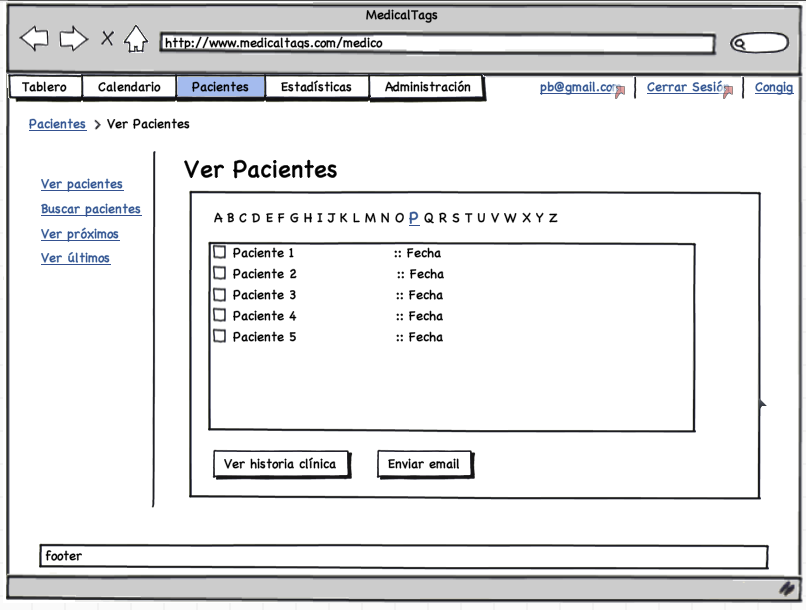 MedicalTags
http://www.medicaltags.com/medico
Tablero Calendario Pacientes Estadísticas Administración pb@gmail.com Cerrar Sesión Congig
Pacientes > Ver Pacientes
Ver Pacientes
Ver pacientes
Buscar pacientes
Ver próximos
Ver últimos
A B C D E F G H I J K L M N O P Q R S T U V W X Y Z
Paciente 1 :: Fecha
Paciente 2 :: Fecha
Paciente 3 :: Fecha
Paciente 4 :: Fecha
Paciente 5 :: Fecha
Ver historia clínica Enviar email
footer